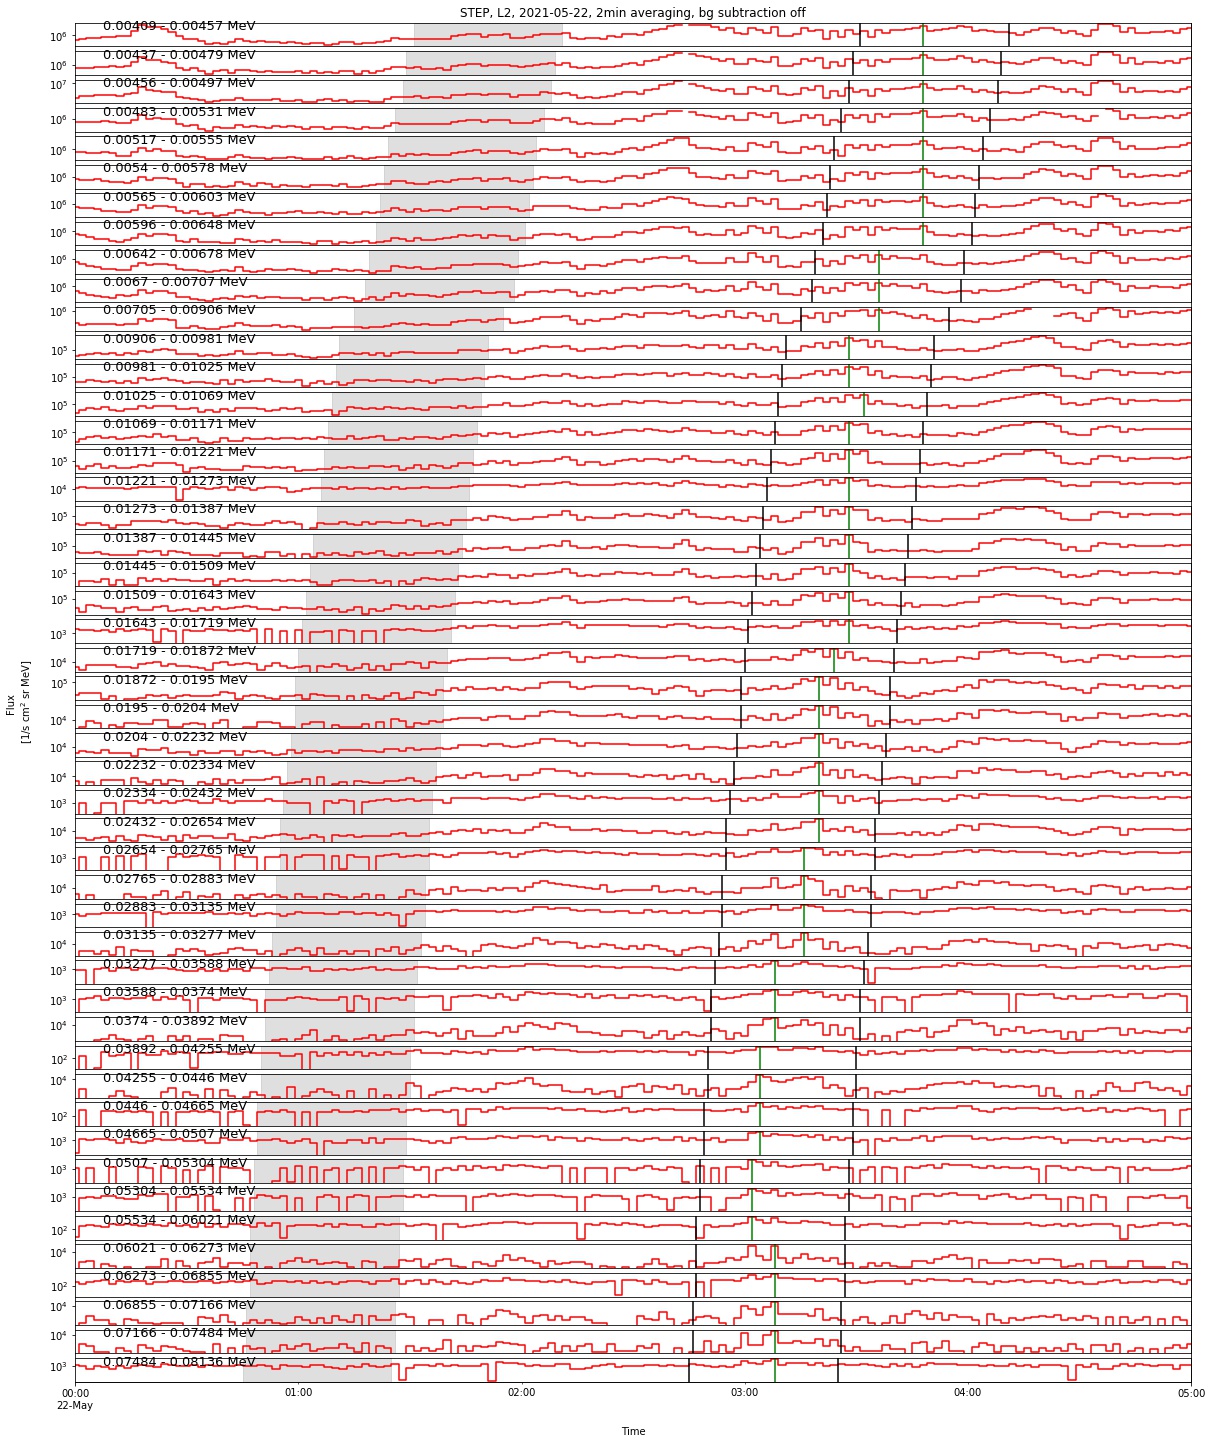 STEP, L2, 2021-05-22, 2min averaging, bg subtraction off
10⁶ 0.00409 - 0.00457 MeV
10⁶ 0.00437 - 0.00479 MeV
10⁷ 0.00456 - 0.00497 MeV
10⁶ 0.00483 - 0.00531 MeV
10⁶ 0.00517 - 0.00555 MeV
10⁶ 0.0054 - 0.00578 MeV
10⁶ 0.00565 - 0.00603 MeV
10⁶ 0.00596 - 0.00648 MeV
10⁶ 0.00642 - 0.00678 MeV
10⁶ 0.0067 - 0.00707 MeV
10⁶ 0.00705 - 0.00906 MeV
10⁵ 0.00906 - 0.00981 MeV
10⁵ 0.00981 - 0.01025 MeV
10⁵ 0.01025 - 0.01069 MeV
10⁵ 0.01069 - 0.01171 MeV
10⁵ 0.01171 - 0.01221 MeV
10⁴ 0.01221 - 0.01273 MeV
10⁵ 0.01273 - 0.01387 MeV
10⁵ 0.01387 - 0.01445 MeV
10⁵ 0.01445 - 0.01509 MeV
10⁵ 0.01509 - 0.01643 MeV
10³ 0.01643 - 0.01719 MeV
10⁴ 0.01719 - 0.01872 MeV
10⁵ 0.01872 - 0.0195 MeV
10⁴ 0.0195 - 0.0204 MeV
10⁴ 0.0204 - 0.02232 MeV
10⁴ 0.02232 - 0.02334 MeV
10³ 0.02334 - 0.02432 MeV
10⁴ 0.02432 - 0.02654 MeV
10³ 0.02654 - 0.02765 MeV
10⁴ 0.02765 - 0.02883 MeV
10³ 0.02883 - 0.03135 MeV
10⁴ 0.03135 - 0.03277 MeV
10³ 0.03277 - 0.03588 MeV
10³ 0.03588 - 0.0374 MeV
10⁴ 0.0374 - 0.03892 MeV
10² 0.03892 - 0.04255 MeV
10⁴ 0.04255 - 0.0446 MeV
10² 0.0446 - 0.04665 MeV
10³ 0.04665 - 0.0507 MeV
10³ 0.0507 - 0.05304 MeV
10³ 0.05304 - 0.05534 MeV
10² 0.05534 - 0.06021 MeV
10⁴ 0.06021 - 0.06273 MeV
10² 0.06273 - 0.06855 MeV
10⁴ 0.06855 - 0.07166 MeV
10⁴ 0.07166 - 0.07484 MeV
10³ 0.07484 - 0.08136 MeV
Flux
[1/s cm² sr MeV]
00:00 01:00 02:00 03:00 04:00 05:00
22-May
Time